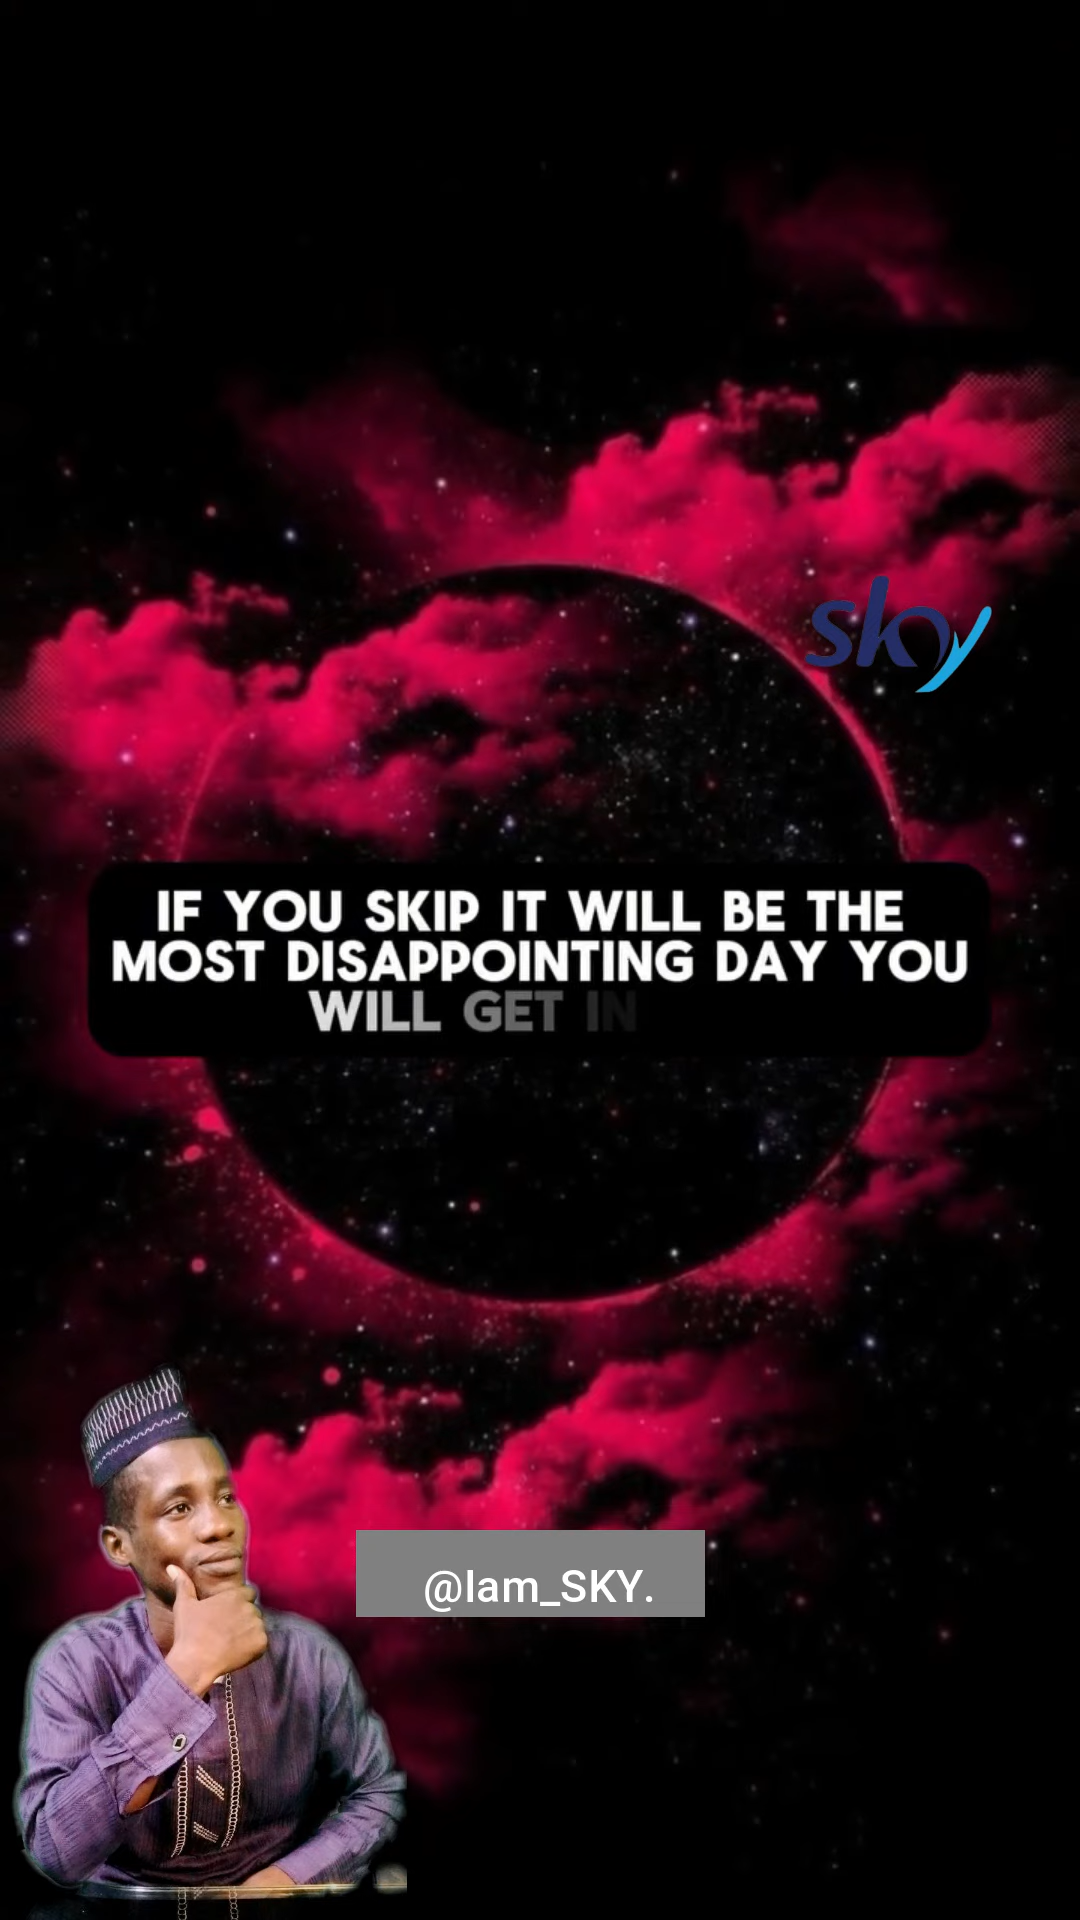 sky
IF YOU SKIP IT WILL BE THE
MOST DISAPPOINTING DAY YOU
WILL GET IN
@Iam_SKY.